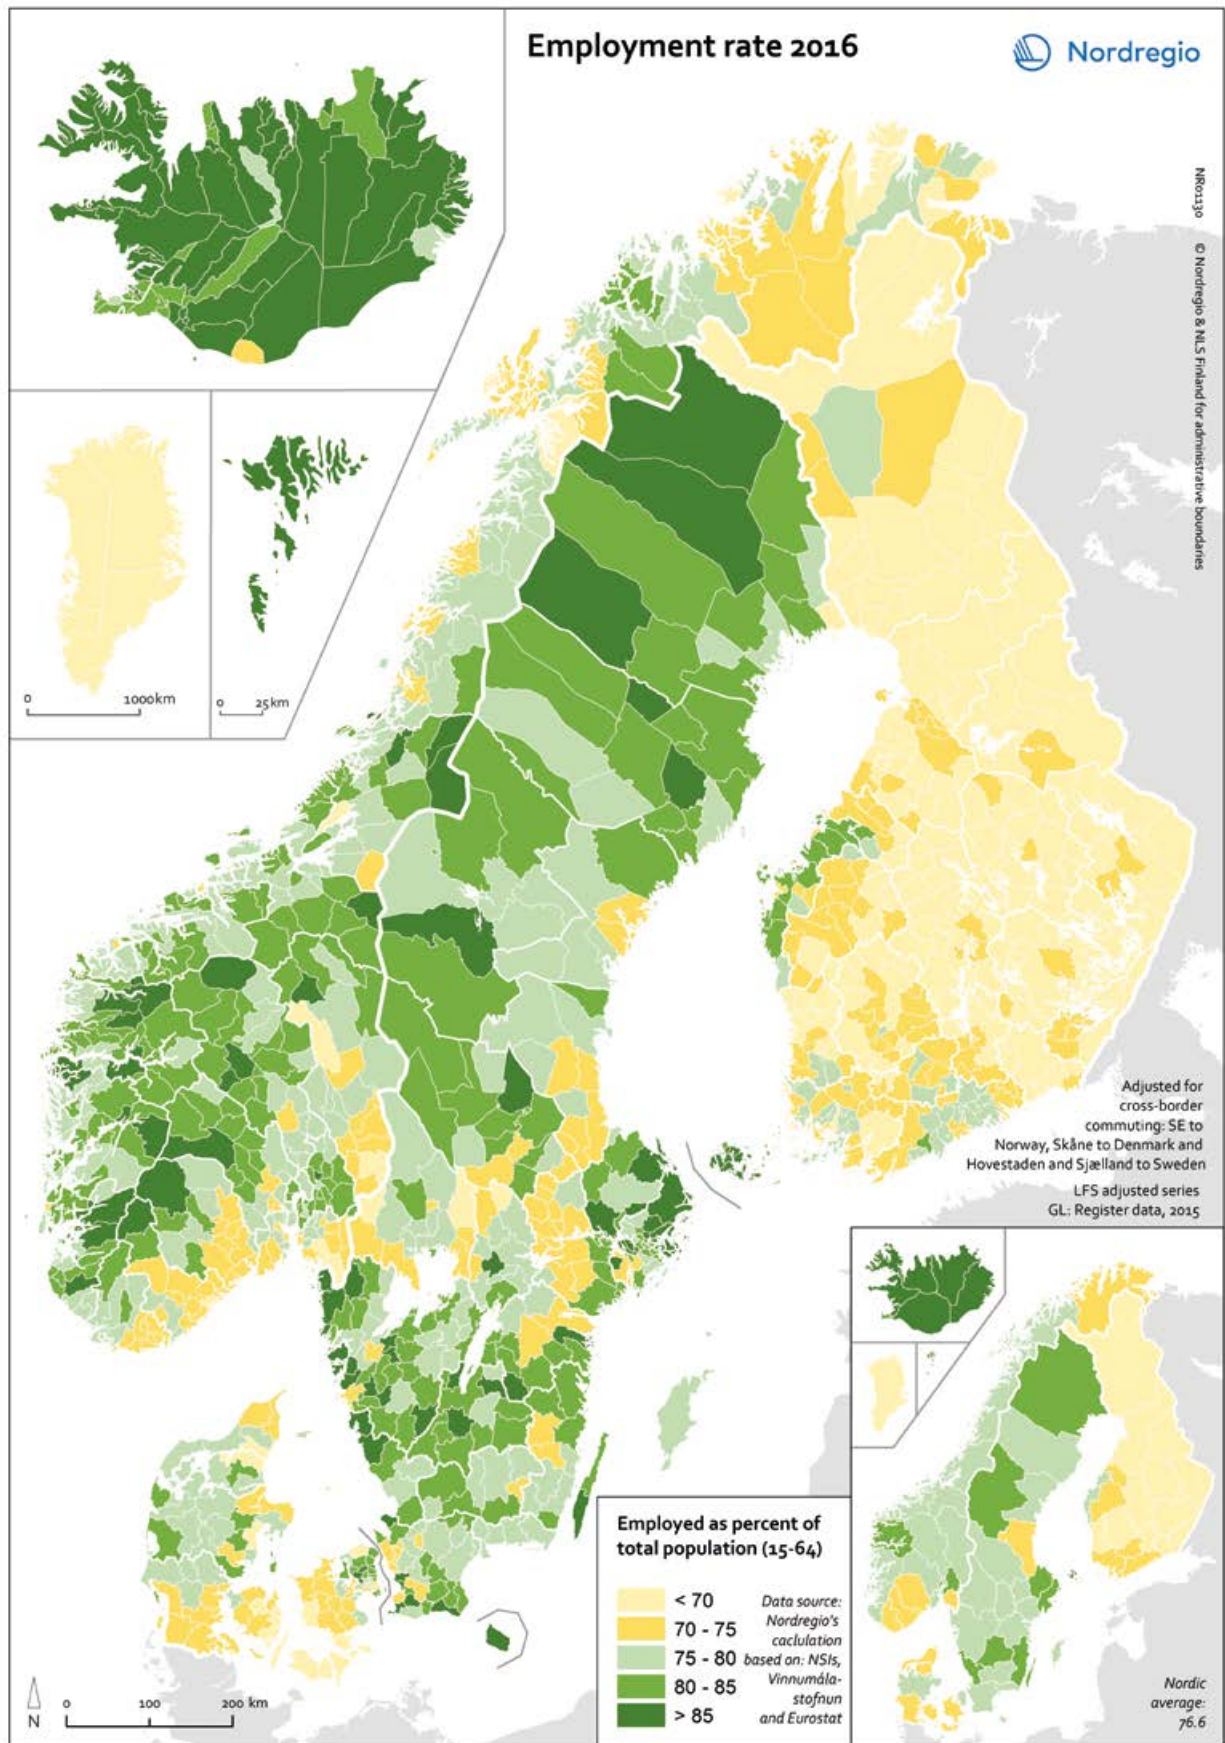 Employment rate 2016
Nordregio
NR01130 © Nordregio & NLS Finland for administrative boundaries
0 1000km
0 25km
Adjusted for
cross-border
commuting: SE to
Norway, Skåne to Denmark and
Hovestaden and Sjælland to Sweden
LFS adjusted series
GL: Register data, 2015
Employed as percent of
total population (15-64)
< 70
70 - 75
75 - 80
80 - 85
> 85
Data source:
Nordregio's
caclulation
based on: NSIs,
Vinnumála-
stofnun
and Eurostat
Nordic
average:
76.6
N
0 100 200 km